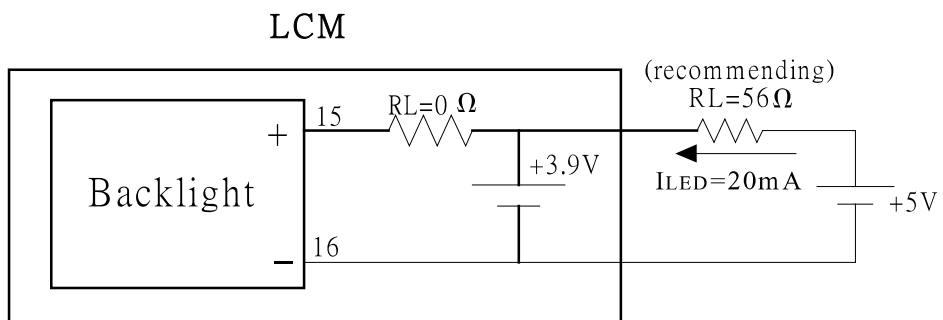 LCM
(recommending)
RL=56Ω
RL=0 Ω
15
+
+3.9V
ILED=20mA
Backlight
+5V
16
−